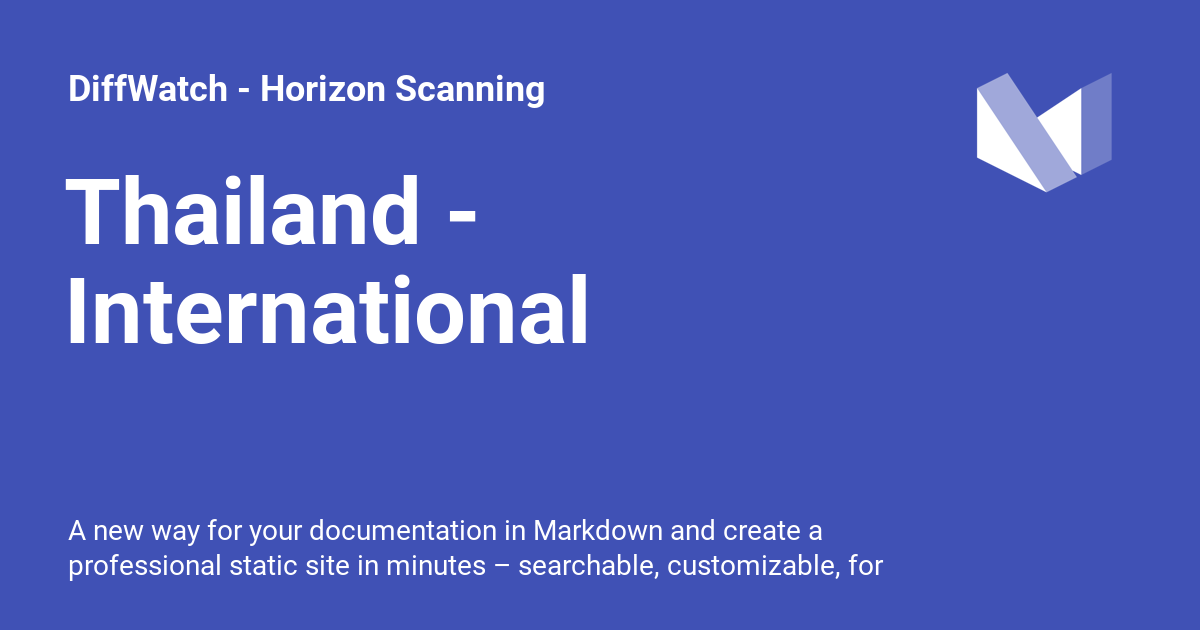 DiffWatch - Horizon Scanning
Thailand -
International
A new way for your documentation in Markdown and create a
professional static site in minutes – searchable, customizable, for